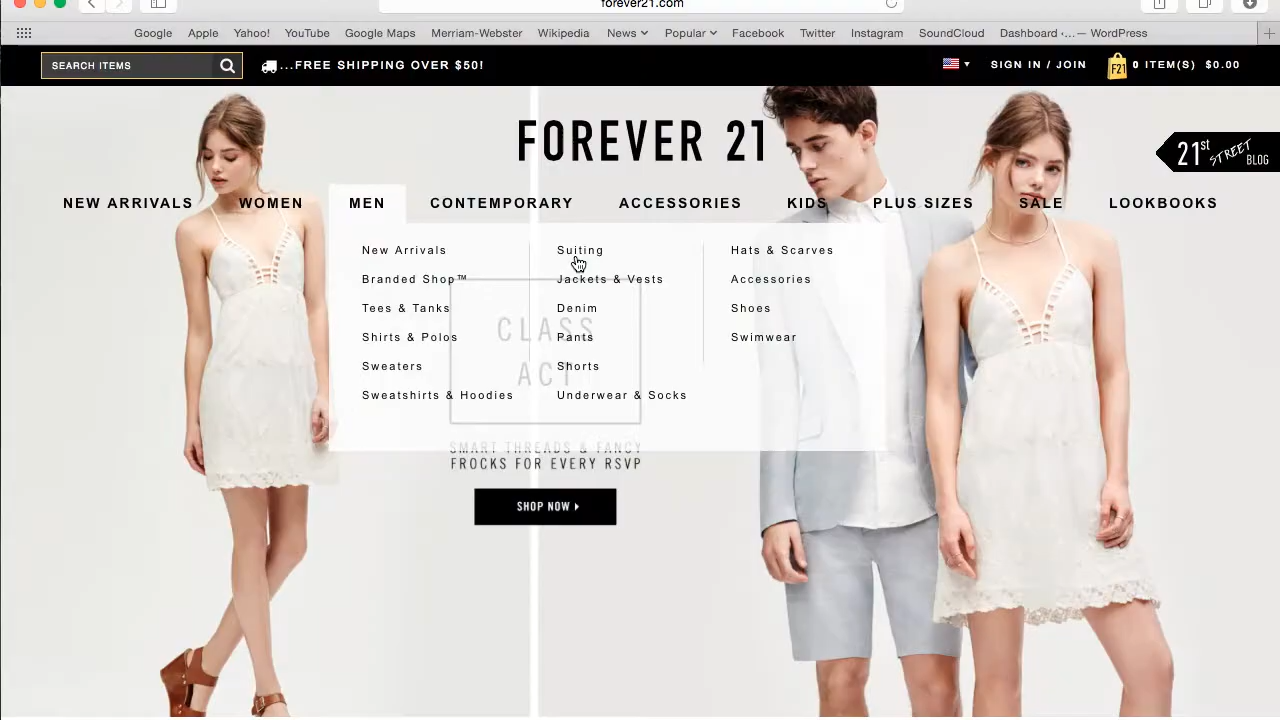 forever21.com
Google Apple Yahoo! YouTube Google Maps Merriam-Webster Wikipedia News Popular Facebook Twitter Instagram SoundCloud Dashboard ‹...— WordPress
SEARCH ITEMS
...FREE SHIPPING OVER $50!
SIGN IN / JOIN
F21
0 ITEM(S) $0.00
FOREVER 21
21st STREET BLOG
NEW ARRIVALS WOMEN MEN CONTEMPORARY ACCESSORIES KIDS PLUS SIZES SALE LOOKBOOKS
New Arrivals
Branded Shop™
Tees & Tanks
Shirts & Polos
Sweaters
Sweatshirts & Hoodies
Suiting
Jackets & Vests
Denim
Pants
Shorts
Underwear & Socks
Hats & Scarves
Accessories
Shoes
Swimwear
CLASS
ACT
SMART THREADS & FANCY
FROCKS FOR EVERY RSVP
SHOP NOW